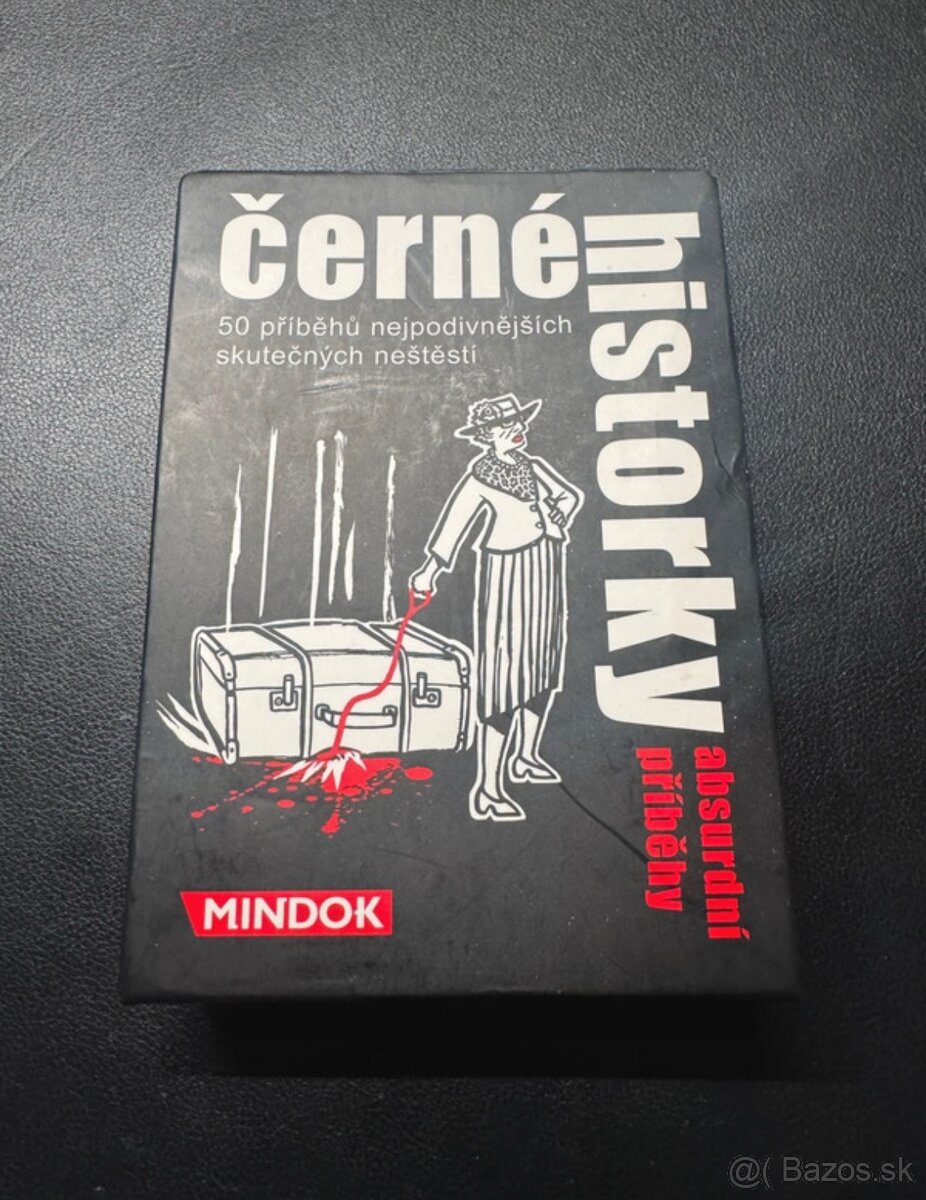 černé
historky
50 příběhů nejpodivnějších
skutečných neštěstí
absurdní
příběhy
MINDOK
@( Bazos.sk